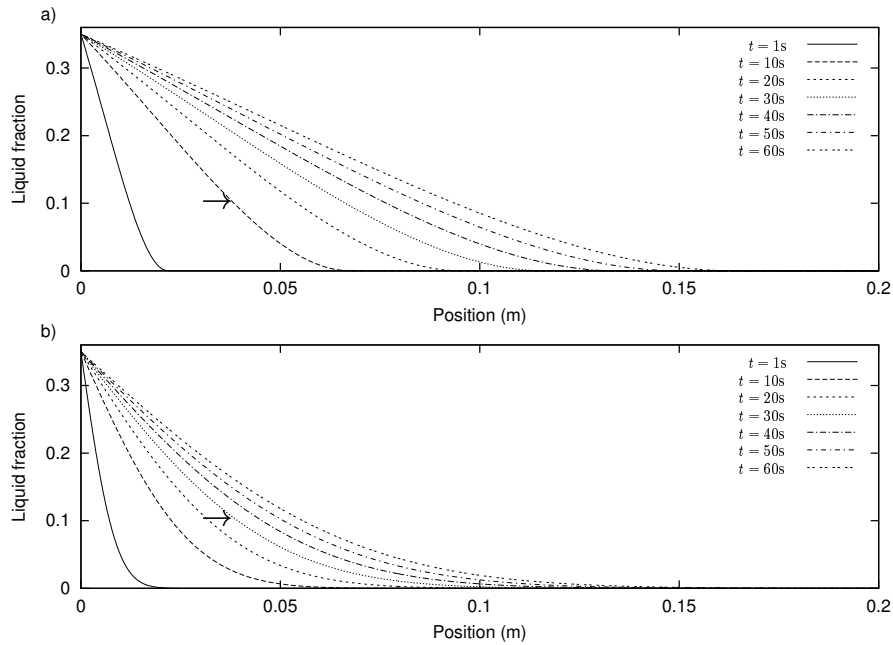 a)
Liquid fraction
0.3
0.2
0.1
0
0
0.05
0.1
0.15
0.2
Position (m)
t = 1s
t = 10s
t = 20s
t = 30s
t = 40s
t = 50s
t = 60s
b)
Liquid fraction
0.3
0.2
0.1
0
0
0.05
0.1
0.15
0.2
Position (m)
t = 1s
t = 10s
t = 20s
t = 30s
t = 40s
t = 50s
t = 60s